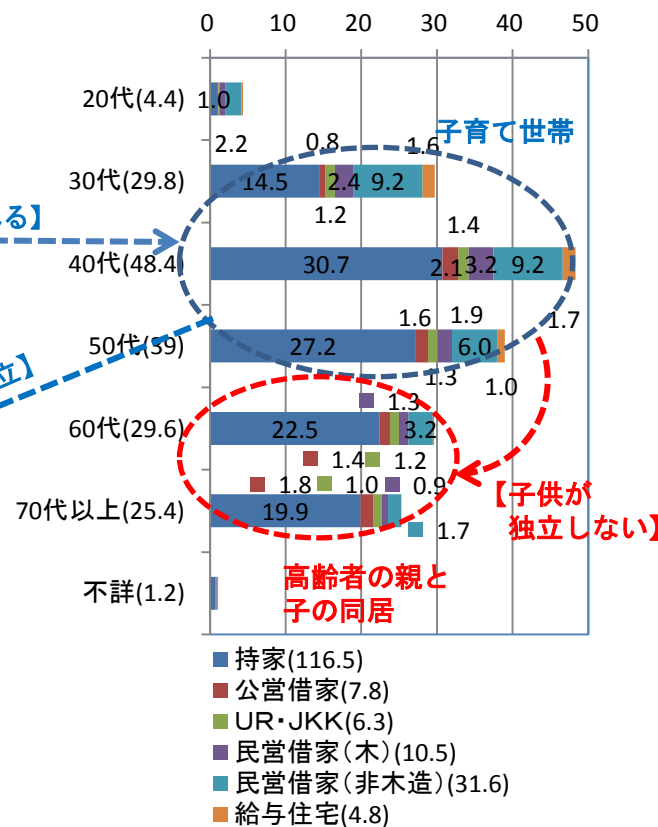 0 10 20 30 40 50
20代(4.4) 1.0
2.2 0.8 1.6 子育て世帯
30代(29.8) 14.5 2.4 9.2
る】 1.2 1.4
40代(48.4 30.7 2.1 3.2 9.2
1.6 1.9 1.7
50代(39) 27.2 6.0
立】 1.3 1.0
1.3
60代(29.6) 22.5 3.2
1.4 1.2
1.8 1.0 0.9 【子供が
70代以上(25.4) 19.9 独立しない】
1.7
高齢者の親と
不詳(1.2) 子の同居
持家(116.5)
公営借家(7.8)
UR・JKK(6.3)
民営借家(木)(10.5)
民営借家(非木造)(31.6)
給与住宅(4.8)